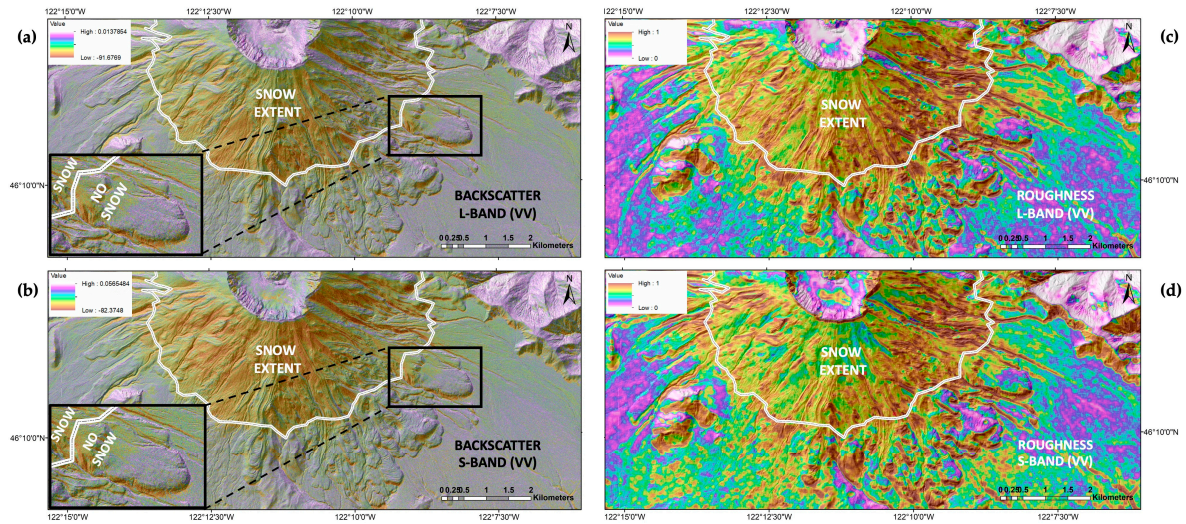 122°15'0"W 122°12'30"W 122°10'0"W 122°7'30"W
122°15'0"W 122°12'30"W 122°10'0"W 122°7'30"W
(a)
Value
High : 0.0137854
Low : -91.6769
N
SNOW
EXTENT
SNOW
NO
SNOW
46°10'0"N
BACKSCATTER
L-BAND (VV)
0 0.25 0.5 1 1.5 2
Kilometers
(c)
Value
High : 1
Low : 0
N
SNOW
EXTENT
46°10'0"N
ROUGHNESS
L-BAND (VV)
0 0.25 0.5 1 1.5 2
Kilometers
(b)
Value
High : 0.0565484
Low : -82.3748
N
SNOW
EXTENT
SNOW
NO
SNOW
46°10'0"N
BACKSCATTER
S-BAND (VV)
0 0.25 0.5 1 1.5 2
Kilometers
(d)
Value
High : 1
Low : 0
N
SNOW
EXTENT
46°10'0"N
ROUGHNESS
S-BAND (VV)
0 0.25 0.5 1 1.5 2
Kilometers
122°15'0"W 122°12'30"W 122°10'0"W 122°7'30"W
122°15'0"W 122°12'30"W 122°10'0"W 122°7'30"W